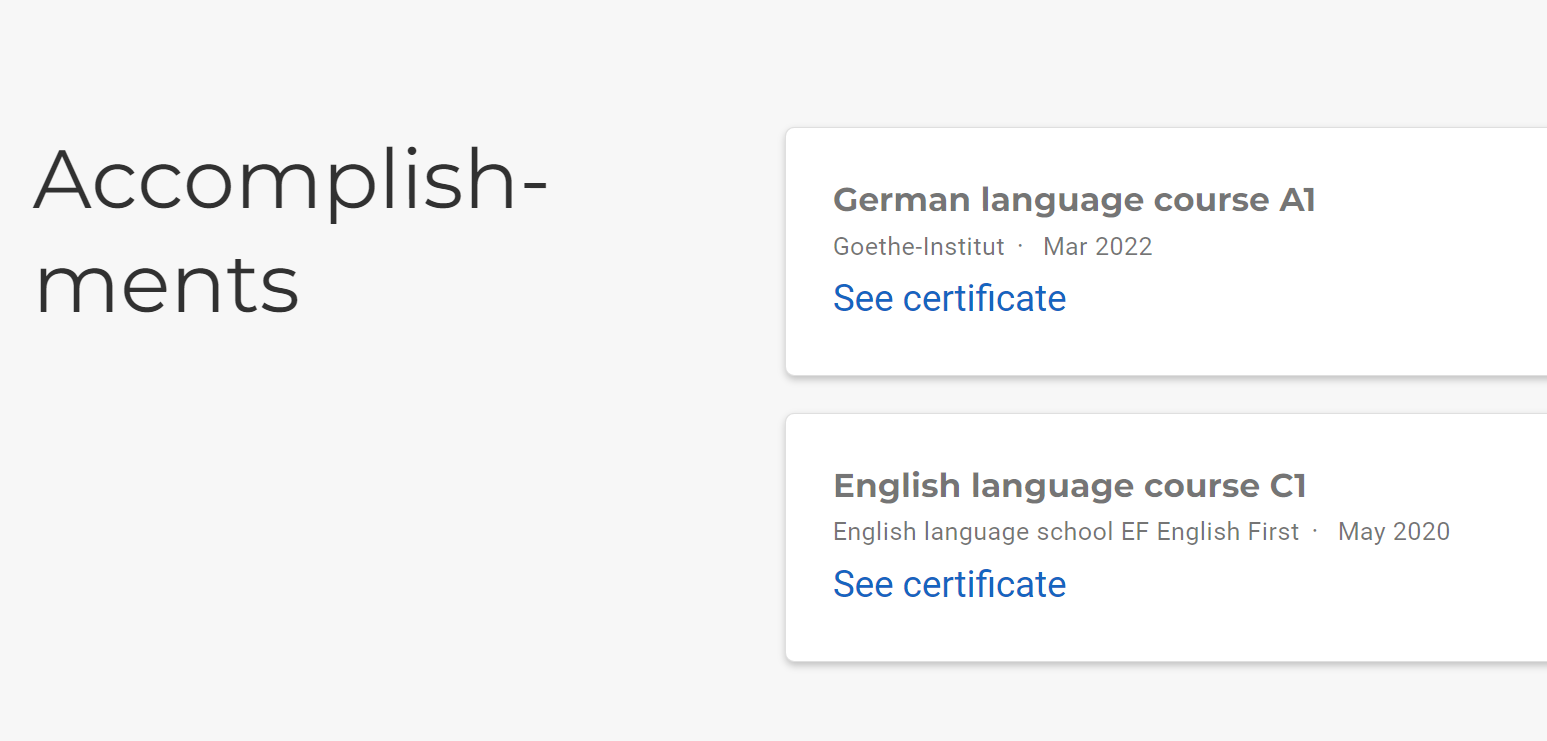 Accomplish-
ments
German language course A1
Goethe-Institut · Mar 2022
See certificate
English language course C1
English language school EF English First · May 2020
See certificate